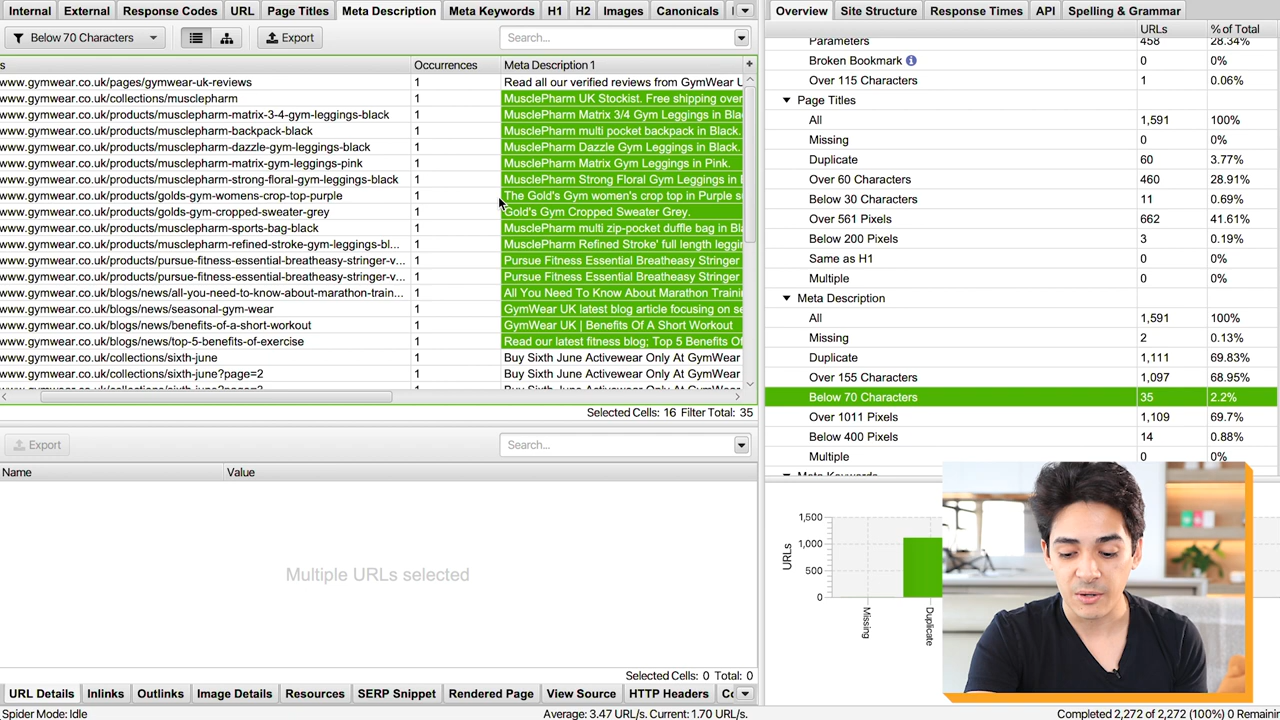 Internal External Response Codes URL Page Titles Meta Description Meta Keywords H1 H2 Images Canonicals
Below 70 Characters Export Search...
s Occurrences Meta Description 1
www.gymwear.co.uk/pages/gymwear-uk-reviews 1 Read all our verified reviews from GymWear U
www.gymwear.co.uk/collections/musclepharm 1 MusclePharm UK Stockist. Free shipping over
www.gymwear.co.uk/products/musclepharm-matrix-3-4-gym-leggings-black 1 MusclePharm Matrix 3/4 Gym Leggings in Bla
www.gymwear.co.uk/products/musclepharm-backpack-black 1 MusclePharm multi pocket backpack in Black.
www.gymwear.co.uk/products/musclepharm-dazzle-gym-leggings-black 1 MusclePharm Dazzle Gym Leggings in Black.
www.gymwear.co.uk/products/musclepharm-matrix-gym-leggings-pink 1 MusclePharm Matrix Gym Leggings in Pink.
www.gymwear.co.uk/products/musclepharm-strong-floral-gym-leggings-black 1 MusclePharm Strong Floral Gym Leggings in
www.gymwear.co.uk/products/golds-gym-womens-crop-top-purple 1 The Gold's Gym women's crop top in Purple s
www.gymwear.co.uk/products/golds-gym-cropped-sweater-grey 1 Gold's Gym Cropped Sweater Grey.
www.gymwear.co.uk/products/musclepharm-sports-bag-black 1 MusclePharm multi zip-pocket duffle bag in Bla
www.gymwear.co.uk/products/musclepharm-refined-stroke-gym-leggings-bl... 1 MusclePharm Refined Stroke' full length leggin
www.gymwear.co.uk/products/pursue-fitness-essential-breatheasy-stringer-v... 1 Pursue Fitness Essential Breatheasy Stringer
www.gymwear.co.uk/products/pursue-fitness-essential-breatheasy-stringer-v... 1 Pursue Fitness Essential Breatheasy Stringer
www.gymwear.co.uk/blogs/news/all-you-need-to-know-about-marathon-train... 1 All You Need To Know About Marathon Traini
www.gymwear.co.uk/blogs/news/seasonal-gym-wear 1 GymWear UK latest blog article focusing on se
www.gymwear.co.uk/blogs/news/benefits-of-a-short-workout 1 GymWear UK | Benefits Of A Short Workout
www.gymwear.co.uk/blogs/news/top-5-benefits-of-exercise 1 Read our latest fitness blog; Top 5 Benefits Of
www.gymwear.co.uk/collections/sixth-june 1 Buy Sixth June Activewear Only At GymWear
www.gymwear.co.uk/collections/sixth-june?page=2 1 Buy Sixth June Activewear Only At GymWear
www.gymwear.co.uk/collections/sixth-june?page=3 1 Buy Sixth June Activewear Only At GymWear
Selected Cells: 16 Filter Total: 35
Export Search...
Name Value
Multiple URLs selected
Selected Cells: 0 Total: 0
URL Details Inlinks Outlinks Image Details Resources SERP Snippet Rendered Page View Source HTTP Headers
Spider Mode: Idle Average: 3.47 URL/s. Current: 1.70 URL/s. Completed 2,272 of 2,272 (100%) 0 Remainin
Overview Site Structure Response Times API Spelling & Grammar
URLs % of Total
Parameters 458 28.34%
Broken Bookmark 0 0%
Over 115 Characters 1 0.06%
Page Titles
All 1,591 100%
Missing 0 0%
Duplicate 60 3.77%
Over 60 Characters 460 28.91%
Below 30 Characters 11 0.69%
Over 561 Pixels 662 41.61%
Below 200 Pixels 3 0.19%
Same as H1 0 0%
Multiple 0 0%
Meta Description
All 1,591 100%
Missing 2 0.13%
Duplicate 1,111 69.83%
Over 155 Characters 1,097 68.95%
Below 70 Characters 35 2.2%
Over 1011 Pixels 1,109 69.7%
Below 400 Pixels 14 0.88%
Multiple 0 0%
Meta Keywords
1,500
1,000
500
0
URLs
Missing
Duplicate